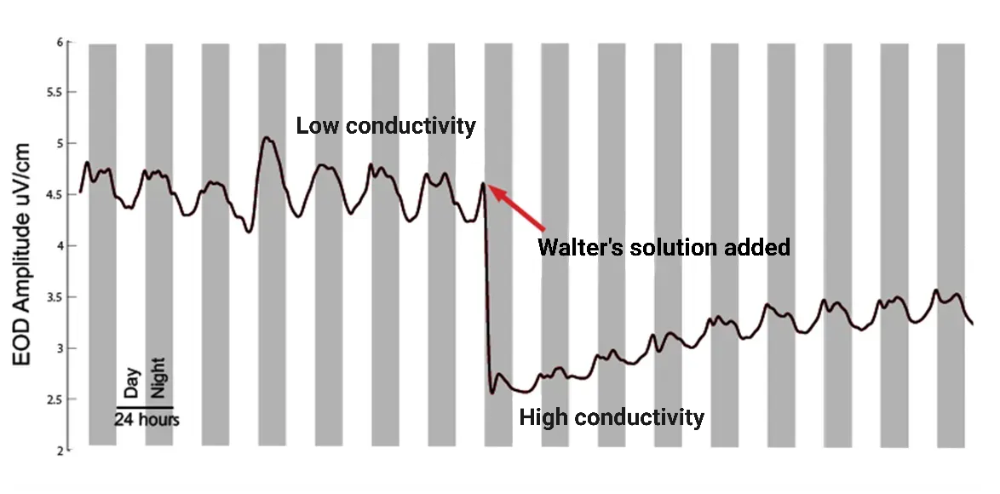 6
5.5
Low conductivity
5
4.5
EOD Amplitude uV/cm
Walter's solution added
4
3.5
3
Day
Night
2.5
24 hours
High conductivity
2